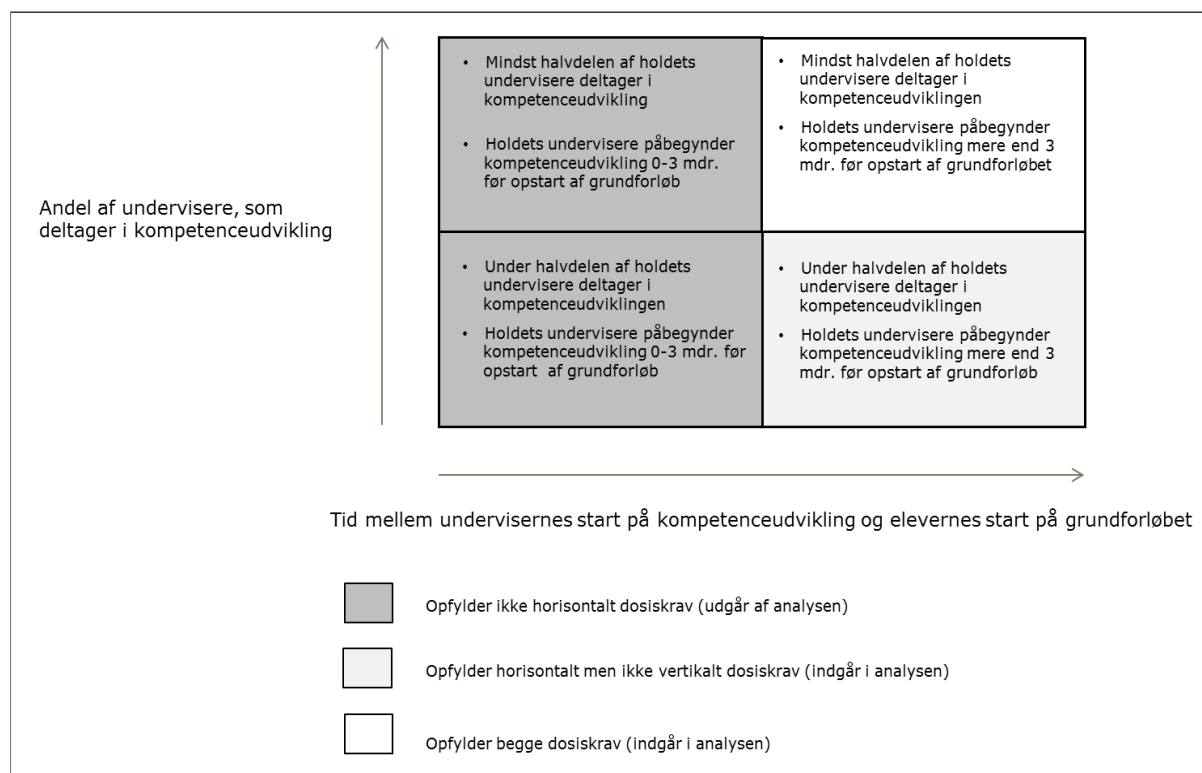 • Mindst halvdelen af holdets
undervisere deltager i
kompetenceudvikling
• Holdets undervisere påbegynder
kompetenceudvikling 0-3 mdr.
før opstart af grundforløb
• Mindst halvdelen af holdets
undervisere deltager i
kompetenceudviklingen
• Holdets undervisere påbegynder
kompetenceudvikling mere end 3
mdr. før opstart af grundforløbet
Andel af undervisere, som
deltager i kompetenceudvikling
• Under halvdelen af holdets
undervisere deltager i
kompetenceudviklingen
• Holdets undervisere påbegynder
kompetenceudvikling 0-3 mdr. før
opstart af grundforløb
• Under halvdelen af holdets
undervisere deltager i
kompetenceudviklingen
• Holdets undervisere påbegynder
kompetenceudvikling mere end 3
mdr. før opstart af grundforløb
Tid mellem undervisernes start på kompetenceudvikling og elevernes start på grundforløbet
Opfylder ikke horisontalt dosiskrav (udgår af analysen)
Opfylder horisontalt men ikke vertikalt dosiskrav (indgår i analysen)
Opfylder begge dosiskrav (indgår i analysen)